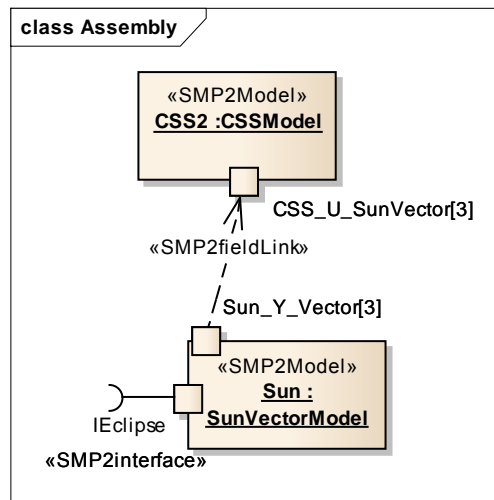 class Assembly
«SMP2Model»
CSS2 :CSSModel
CSS_U_SunVector[3]
«SMP2fieldLink»
Sun_Y_Vector[3]
«SMP2Model»
Sun :
SunVectorModel
IEclipse
«SMP2interface»